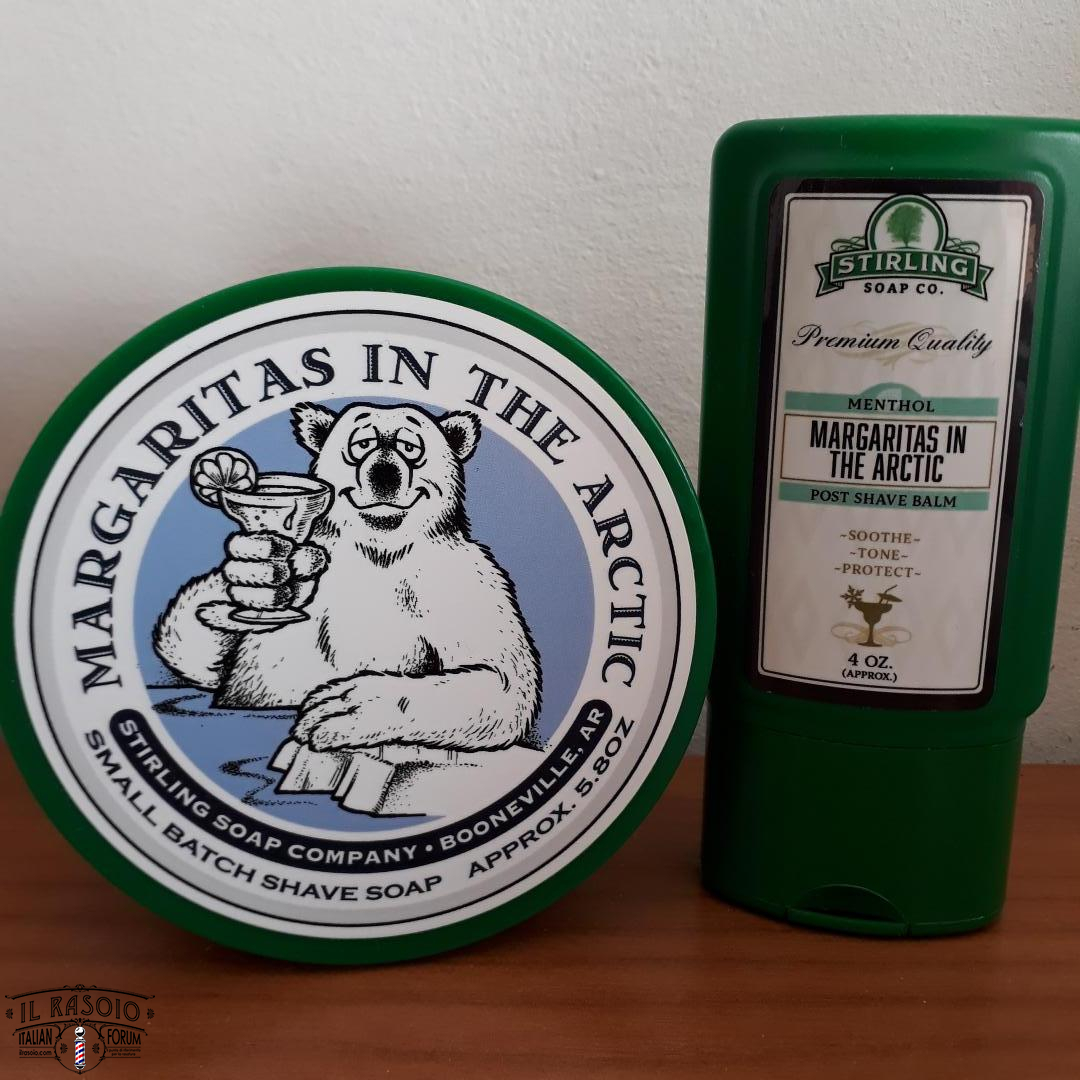 MARGARITAS IN THE ARCTIC
STIRLING SOAP COMPANY • BOONEVILLE, AR
SMALL BATCH SHAVE SOAP APPROX. 5.8OZ
STIRLING
SOAP CO.
Premium Quality
MENTHOL
MARGARITAS IN
THE ARCTIC
POST SHAVE BALM
~SOOTHE~
~TONE~
~PROTECT~
4 OZ.
(APPROX.)
IL RASOIO
ITALIAN FORUM
ilrasoio.com